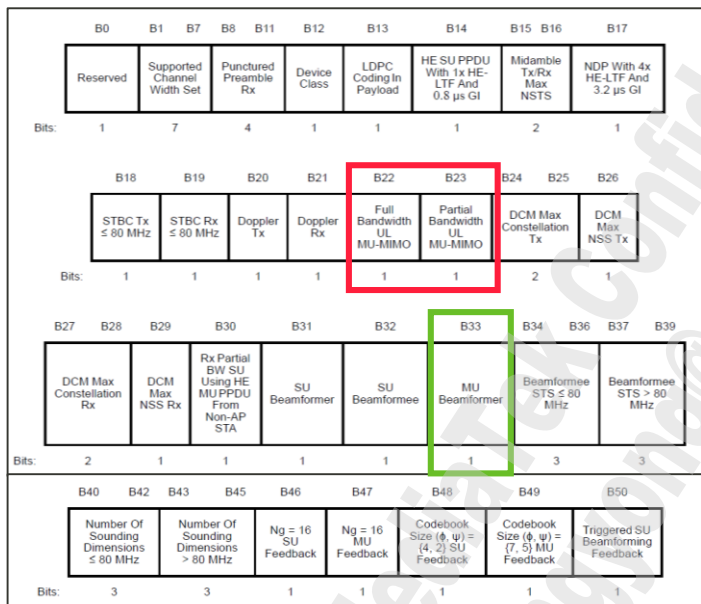 B0 B1 B7 B8 B11 B12 B13 B14 B15 B16 B17
Reserved
Supported
Channel
Width Set
Punctured
Preamble
Rx
Device
Class
LDPC
Coding In
Payload
HE SU PPDU
With 1x HE-
LTF And
0.8 µs GI
Midamble
Tx/Rx
Max
NSTS
NDP With 4x
HE-LTF And
3.2 µs GI
Bits: 1 7 4 1 1 1 2 1
B18 B19 B20 B21 B22 B23 B24 B25 B26
STBC Tx
≤ 80 MHz
STBC Rx
≤ 80 MHz
Doppler
Tx
Doppler
Rx
Full
Bandwidth
UL
MU-MIMO
Partial
Bandwidth
UL
MU-MIMO
DCM Max
Constellation
Tx
DCM
Max
NSS Tx
Bits: 1 1 1 1 1 1 2 1
B27 B28 B29 B30 B31 B32 B33 B34 B36 B37 B39
DCM Max
Constellation
Rx
DCM
Max
NSS Rx
Rx Partial
BW SU
Using HE
MU PPDU
From
Non-AP
STA
SU
Beamformer
SU
Beamformee
MU
Beamformer
Beamformee
STS ≤ 80
MHz
Beamformee
STS > 80
MHz
Bits: 2 1 1 1 1 1 3 3
B40 B42 B43 B45 B46 B47 B48 B49 B50
Number Of
Sounding
Dimensions
≤ 80 MHz
Number Of
Sounding
Dimensions
> 80 MHz
Ng = 16
SU
Feedback
Ng = 16
MU
Feedback
Codebook
Size (ϕ, ψ) =
{4, 2} SU
Feedback
Codebook
Size (ϕ, ψ) =
{7, 5} MU
Feedback
Triggered SU
Beamforming
Feedback
Bits: 3 3 1 1 1 1 1
MediaTek Confid